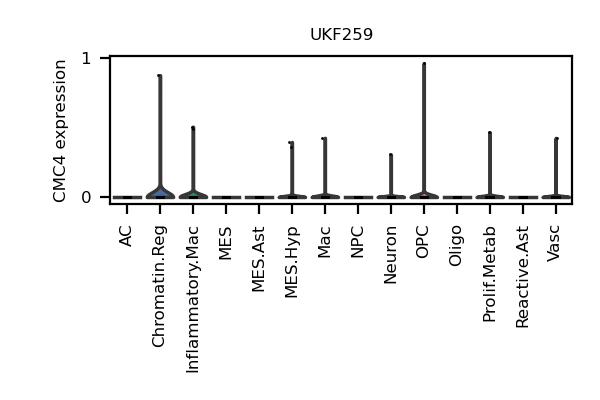 UKF259
CMC4 expression
1
0
AC
Chromatin.Reg
Inflammatory.Mac
MES
MES.Ast
MES.Hyp
Mac
NPC
Neuron
OPC
Oligo
Prolif.Metab
Reactive.Ast
Vasc